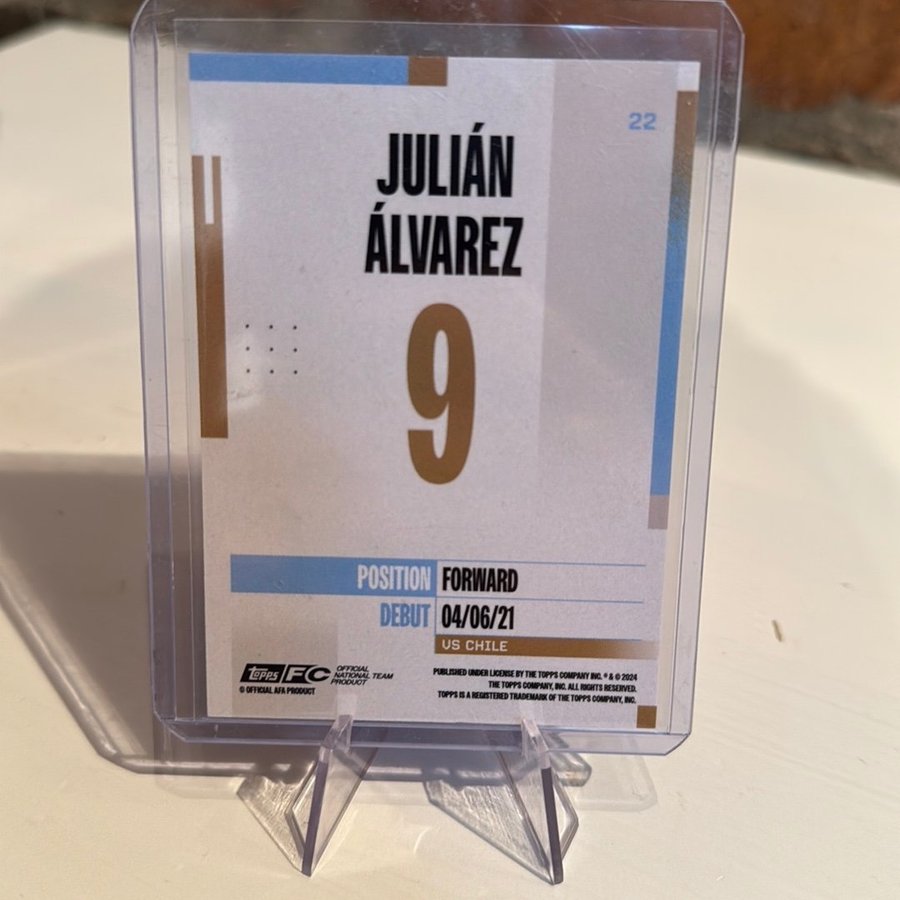 22
JULIÁN
ÁLVAREZ
9
POSITION FORWARD
DEBUT 04/06/21
VS CHILE
Topps FC OFFICIAL
NATIONAL TEAM
PRODUCT
© OFFICIAL AFA PRODUCT
PUBLISHED UNDER LICENSE BY THE TOPPS COMPANY INC. ® & © 2024
THE TOPPS COMPANY, INC. ALL RIGHTS RESERVED.
TOPPS IS A REGISTERED TRADEMARK OF THE TOPPS COMPANY, INC.